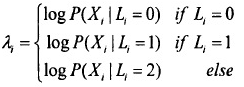 log P(X_i | L_i = 0) if L_i = 0
λ_i = { log P(X_i | L_i = 1) if L_i = 1
log P(X_i | L_i = 2) else